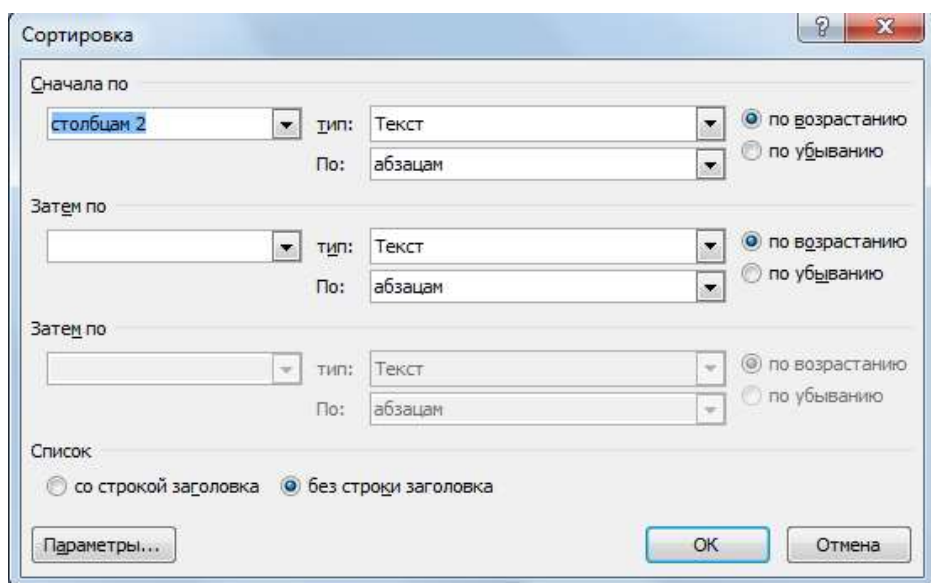 Сортировка
Сначала по
столбцам 2 тип: Текст по возрастанию
По: абзацам по убыванию
Затем по
тип: Текст по возрастанию
По: абзацам по убыванию
Затем по
тип: Текст по возрастанию
По: абзацам по убыванию
Список
со строкой заголовка без строки заголовка
Параметры... ОК Отмена